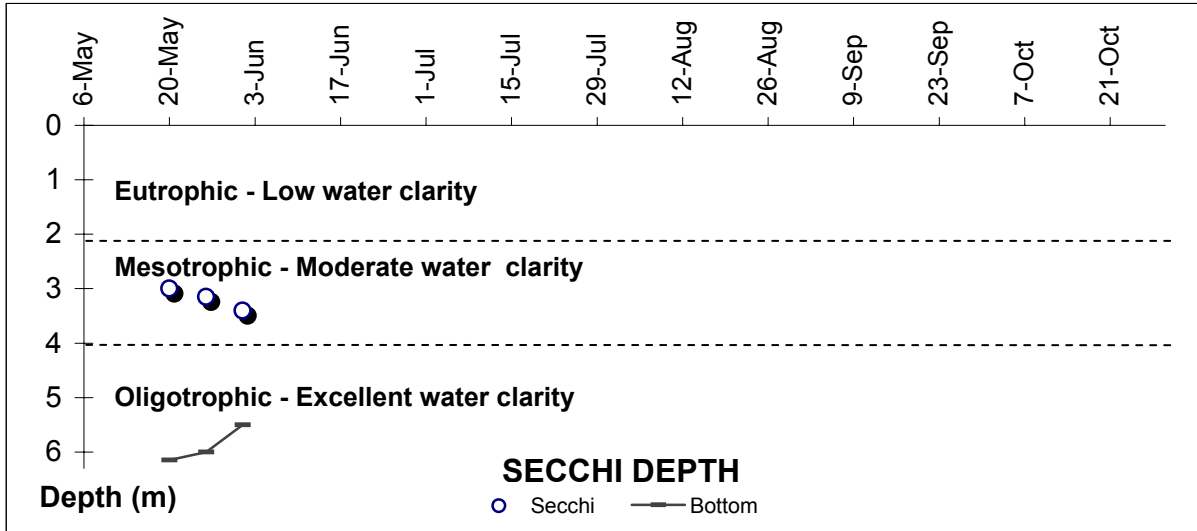 6-May 20-May 3-Jun 17-Jun 1-Jul 15-Jul 29-Jul 12-Aug 26-Aug 9-Sep 23-Sep 7-Oct 21-Oct
0
1
Eutrophic - Low water clarity
2
Mesotrophic - Moderate water clarity
3
4
5
Oligotrophic - Excellent water clarity
6
SECCHI DEPTH
Depth (m)
Secchi Bottom